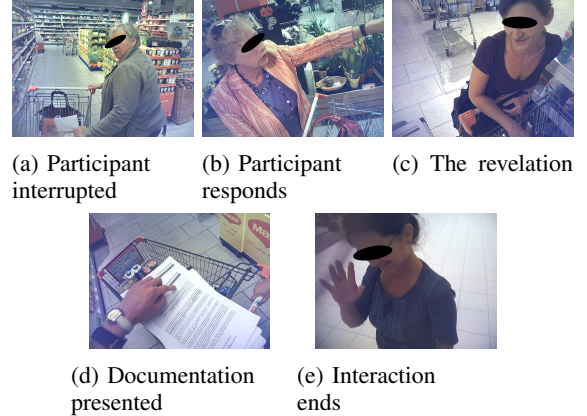 (a) Participant
interrupted
(b) Participant
responds
(c) The revelation
(d) Documentation
presented
(e) Interaction
ends